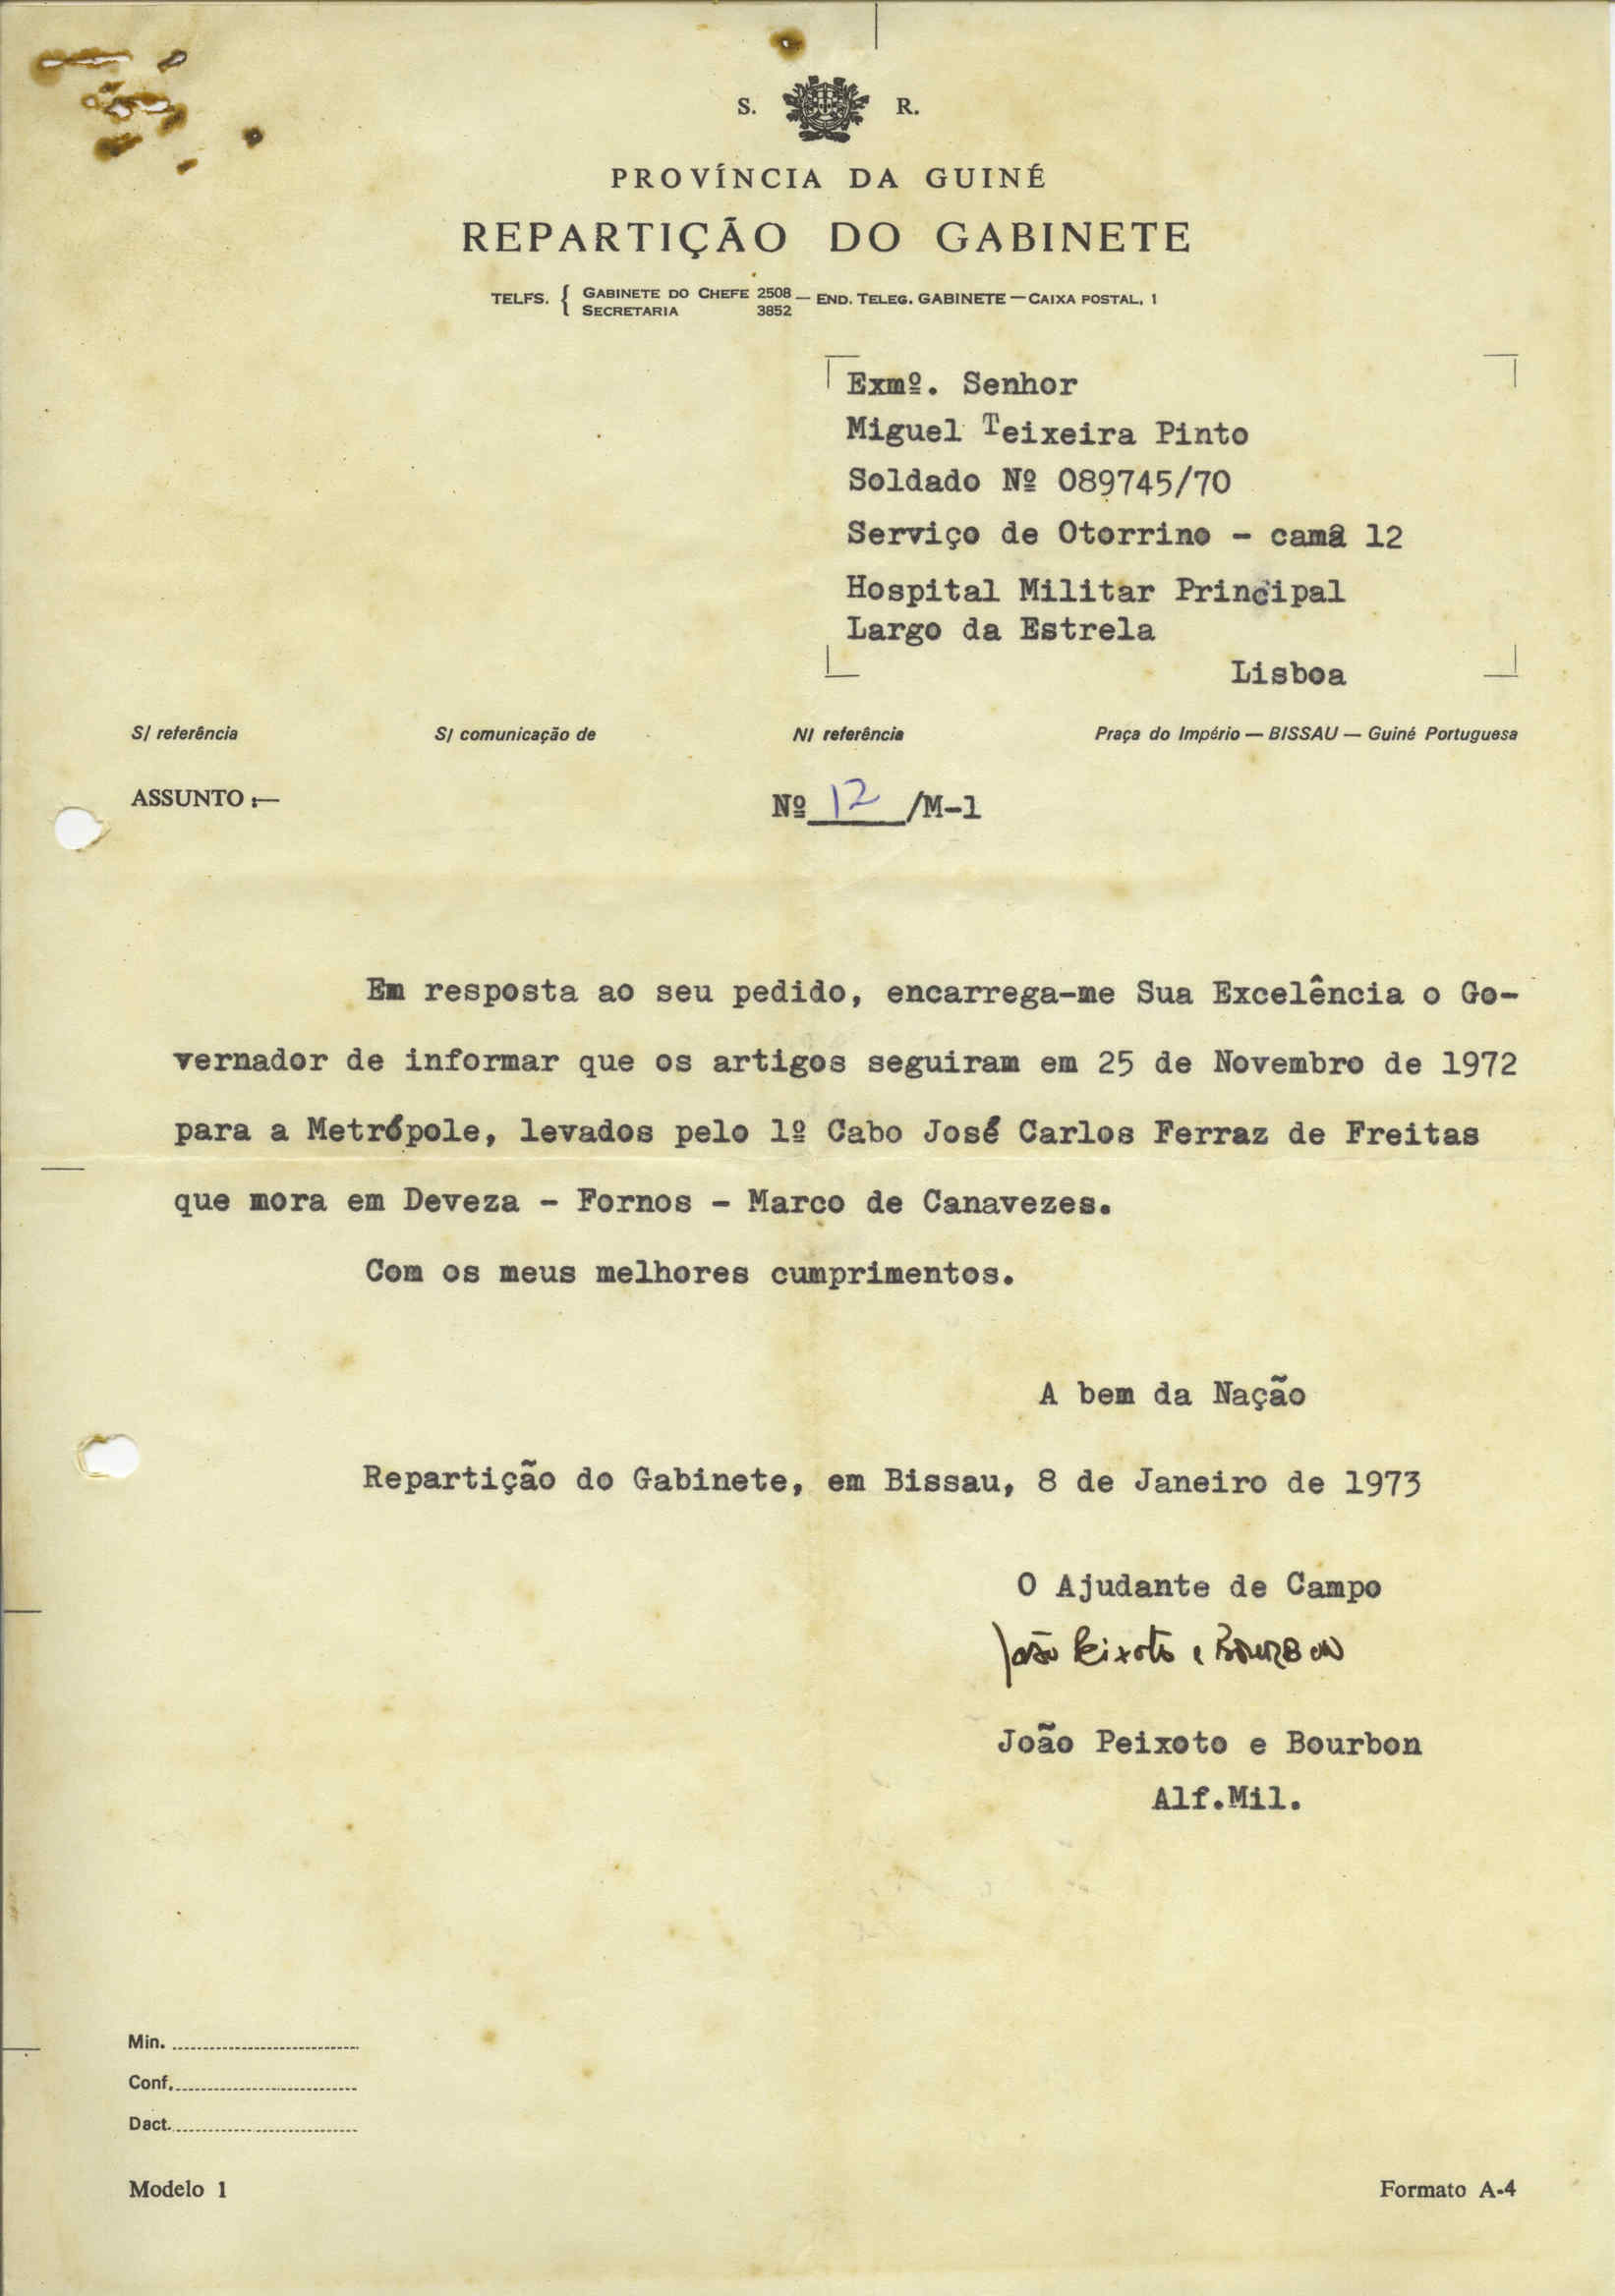 S. R.
PROVÍNCIA DA GUINÉ
REPARTIÇÃO DO GABINETE
TELFS. { GABINETE DO CHEFE 2508 — END. TELEG. GABINETE — CAIXA POSTAL, 1
SECRETARIA 3852
Exmº. Senhor
Miguel Teixeira Pinto
Soldado Nº 089745/70
Serviço de Otorrino - cama 12
Hospital Militar Principal
Largo da Estrela
Lisboa
S/ referência S/ comunicação de N/ referência Praça do Império — BISSAU — Guiné Portuguesa
ASSUNTO :— Nº 12 /M-1
Em resposta ao seu pedido, encarrega-me Sua Excelência o Go-
vernador de informar que os artigos seguiram em 25 de Novembro de 1972
para a Metrópole, levados pelo 1º Cabo José Carlos Ferraz de Freitas
que mora em Deveza - Fornos - Marco de Canavezes.
Com os meus melhores cumprimentos.
A bem da Nação
Repartição do Gabinete, em Bissau, 8 de Janeiro de 1973
O Ajudante de Campo
João Peixoto e Bourbon
João Peixoto e Bourbon
Alf.Mil.
Min.
Conf.
Dact.
Modelo 1 Formato A-4